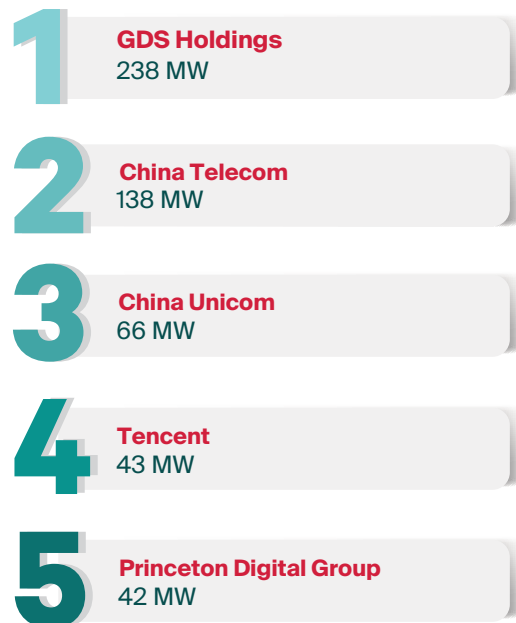 1
GDS Holdings
238 MW
2
China Telecom
138 MW
3
China Unicom
66 MW
4
Tencent
43 MW
5
Princeton Digital Group
42 MW